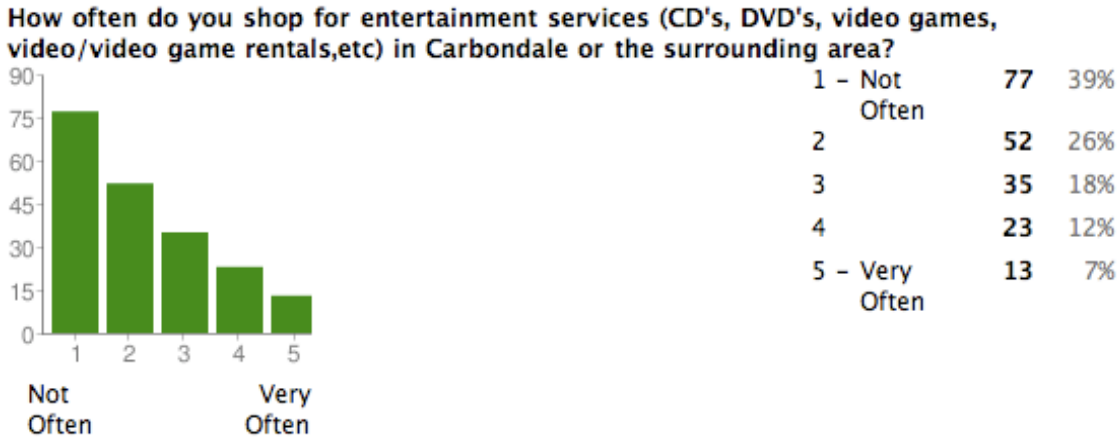 How often do you shop for entertainment services (CD's, DVD's, video games,
video/video game rentals,etc) in Carbondale or the surrounding area?
90
75
60
45
30
15
0
1 2 3 4 5
Not Often
Very Often
1 – Not Often 77 39%
2 52 26%
3 35 18%
4 23 12%
5 – Very Often 13 7%